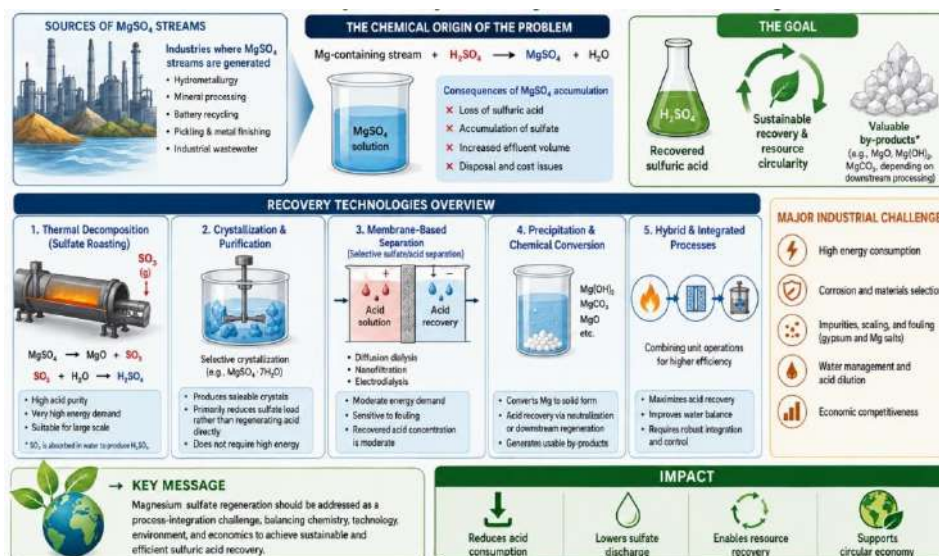 SOURCES OF MgSO₄ STREAMS
Industries where MgSO₄
streams are generated
• Hydrometallurgy
• Mineral processing
• Battery recycling
• Pickling & metal finishing
• Industrial wastewater
THE CHEMICAL ORIGIN OF THE PROBLEM
Mg-containing stream + H₂SO₄ → MgSO₄ + H₂O
MgSO₄
solution
Consequences of MgSO₄ accumulation
✗ Loss of sulfuric acid
✗ Accumulation of sulfate
✗ Increased effluent volume
✗ Disposal and cost issues
THE GOAL
H₂SO₄
Recovered
sulfuric acid
Sustainable
recovery &
resource
circularity
Valuable
by-products*
(e.g., MgO, Mg(OH)₂,
MgCO₃, depending on
downstream processing)
RECOVERY TECHNOLOGIES OVERVIEW
1. Thermal Decomposition
(Sulfate Roasting)
SO₃
(g)
MgSO₄ → MgO + SO₃
SO₃ + H₂O → H₂SO₄
• High acid purity
• Very high energy demand
• Suitable for large scale
* SO₃ is absorbed in water to produce H₂SO₄
2. Crystallization &
Purification
Selective crystallization
(e.g., MgSO₄·7H₂O)
• Produces saleable crystals
• Primarily reduces sulfate load
rather than regenerating acid
directly
• Does not require high energy
3. Membrane-Based
Separation
(Selective sulfate/acid separation)
+ −
Acid
solution
Acid
recovery
• Diffusion dialysis
• Nanofiltration
• Electrodialysis
• Moderate energy demand
• Sensitive to fouling
• Recovered acid concentration
is moderate
4. Precipitation &
Chemical Conversion
Mg(OH)₂
MgCO₃
MgO
etc.
• Converts Mg to solid form
• Acid recovery via neutralization
or downstream regeneration
• Generates usable by-products
5. Hybrid & Integrated
Processes
Combining unit operations
for higher efficiency
• Maximizes acid recovery
• Improves water balance
• Requires robust integration
and control
MAJOR INDUSTRIAL CHALLENGE
High energy consumption
Corrosion and materials selectio
Impurities, scaling, and fouling
(gypsum and Mg salts)
Water management and
acid dilution
Economic competitiveness
→ KEY MESSAGE
Magnesium sulfate regeneration should be addressed as a
process-integration challenge, balancing chemistry, technology,
environment, and economics to achieve sustainable and
efficient sulfuric acid recovery.
IMPACT
Reduces acid
consumption
Lowers sulfate
discharge
Enables resource
recovery
Supports
circular economy